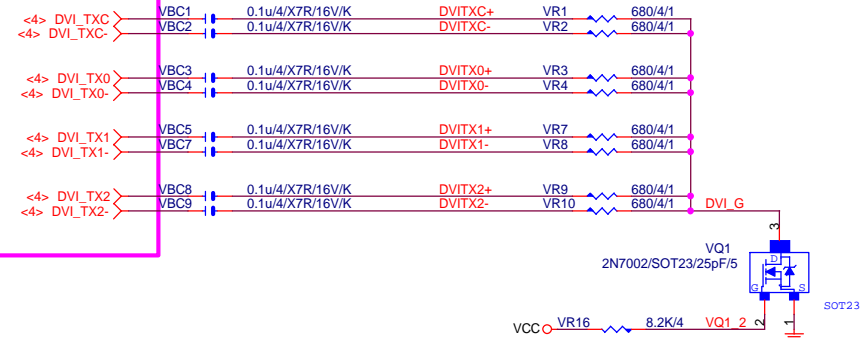 <4> DVI_TXC VBC1 0.1u/4/X7R/16V/K DVITXC+ VR1 680/4/1
<4> DVI_TXC- VBC2 0.1u/4/X7R/16V/K DVITXC- VR2 680/4/1
<4> DVI_TX0 VBC3 0.1u/4/X7R/16V/K DVITX0+ VR3 680/4/1
<4> DVI_TX0- VBC4 0.1u/4/X7R/16V/K DVITX0- VR4 680/4/1
<4> DVI_TX1 VBC5 0.1u/4/X7R/16V/K DVITX1+ VR7 680/4/1
<4> DVI_TX1- VBC7 0.1u/4/X7R/16V/K DVITX1- VR8 680/4/1
<4> DVI_TX2 VBC8 0.1u/4/X7R/16V/K DVITX2+ VR9 680/4/1
<4> DVI_TX2- VBC9 0.1u/4/X7R/16V/K DVITX2- VR10 680/4/1 DVI_G
3
VQ1
2N7002/SOT23/25pF/5
D
G S
SOT23
VCC VR16 8.2K/4 VQ1_2 2 1